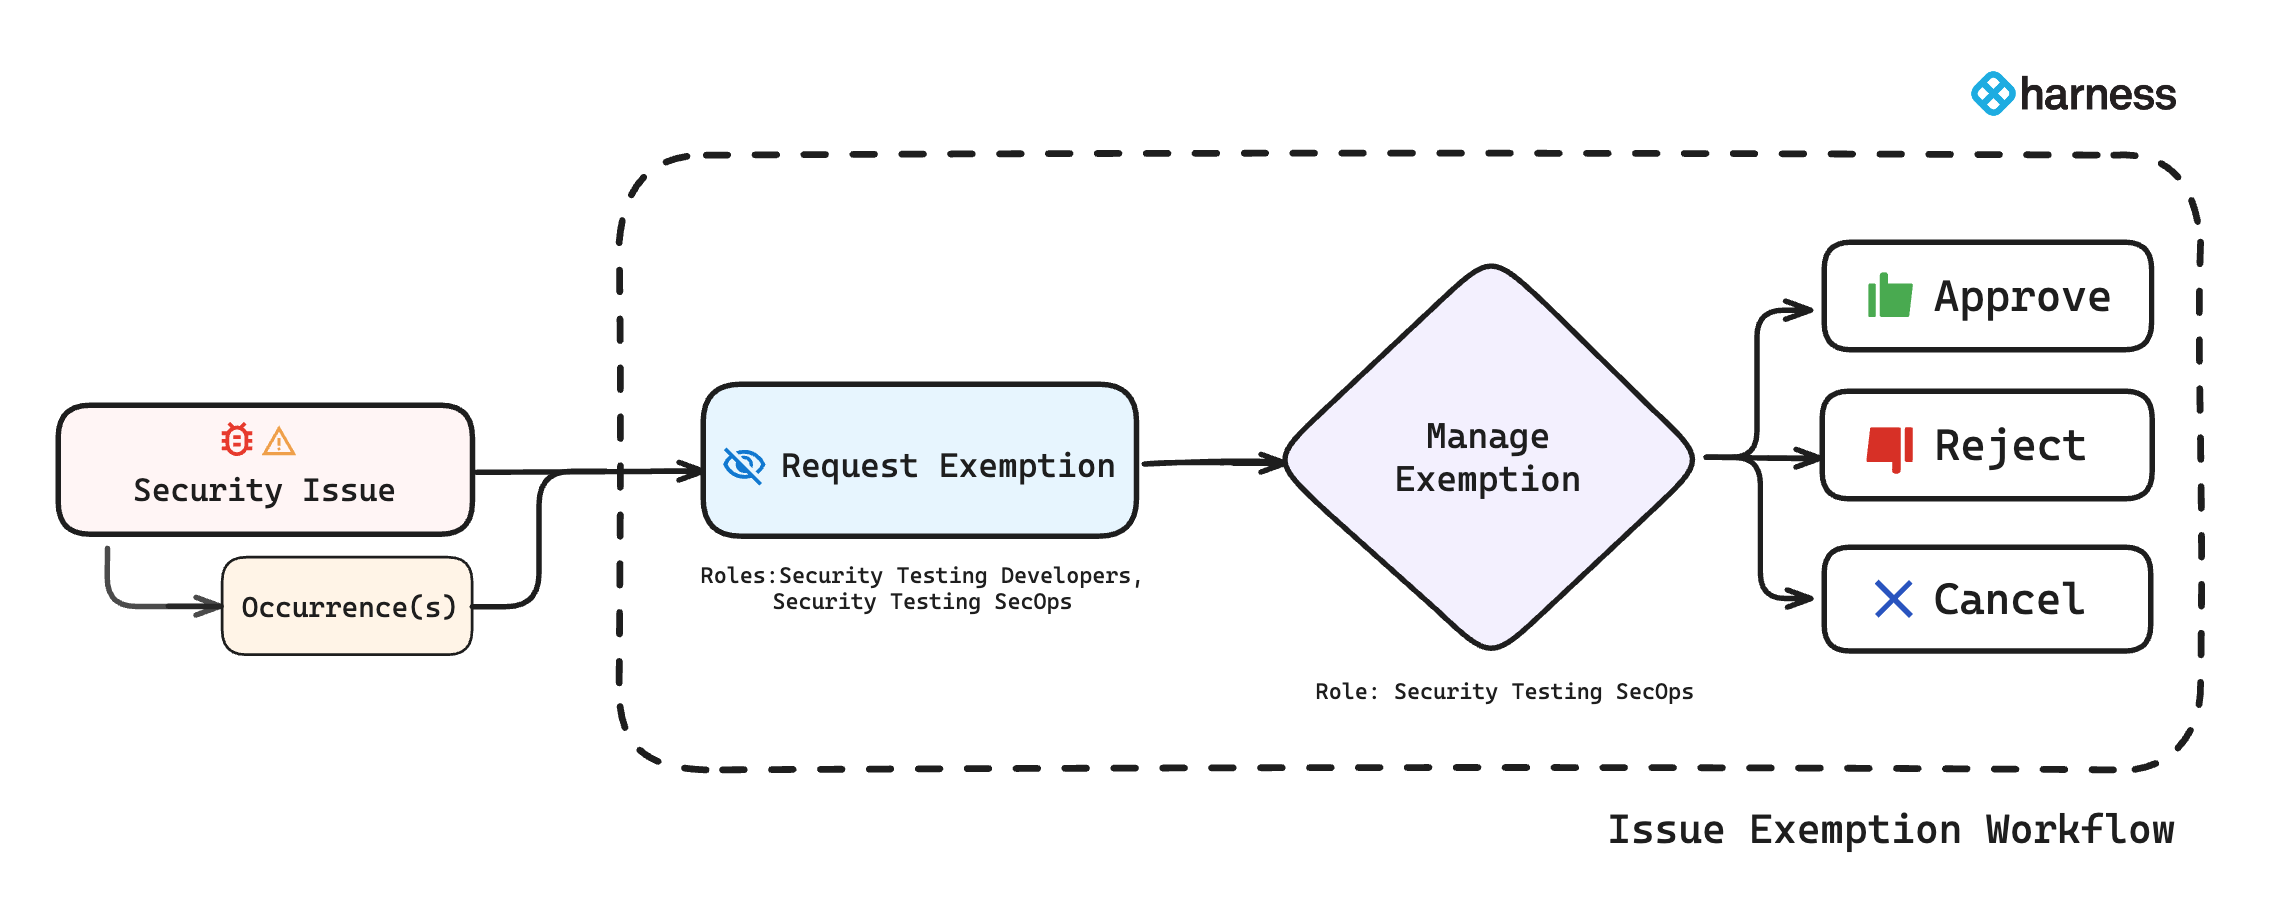 harness
Security Issue
Occurrence(s)
Request Exemption
Roles:Security Testing Developers,
Security Testing SecOps
Manage
Exemption
Role: Security Testing SecOps
Approve
Reject
Cancel
Issue Exemption Workflow